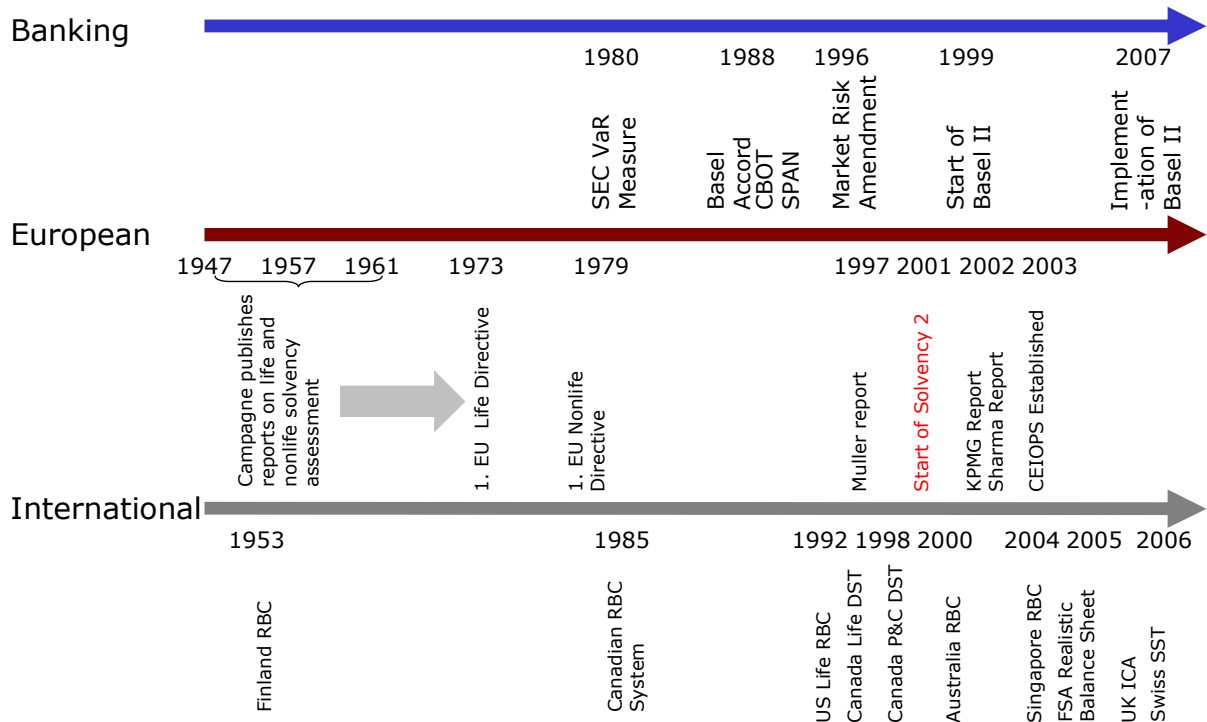 Banking
1980
1988
1996
1999
2007
SEC VaR
Measure
Basel
Accord
CBOT
SPAN
Market Risk
Amendment
Start of
Basel II
Implement
-ation of
Basel II
European
1947
1957
1961
1973
1979
1997
2001
2002
2003
Campagne publishes
reports on life and
nonlife solvency
assessment
1. EU  Life Directive
1. EU Nonlife
Directive
Muller report
Start of Solvency 2
KPMG Report
Sharma Report
CEIOPS Established
International
1953
1985
1992
1998
2000
2004
2005
2006
Finland RBC
Canadian RBC
System
US Life RBC
Canada Life DST
Canada P&C DST
Australia RBC
Singapore RBC
FSA Realistic
Balance Sheet
UK ICA
Swiss SST